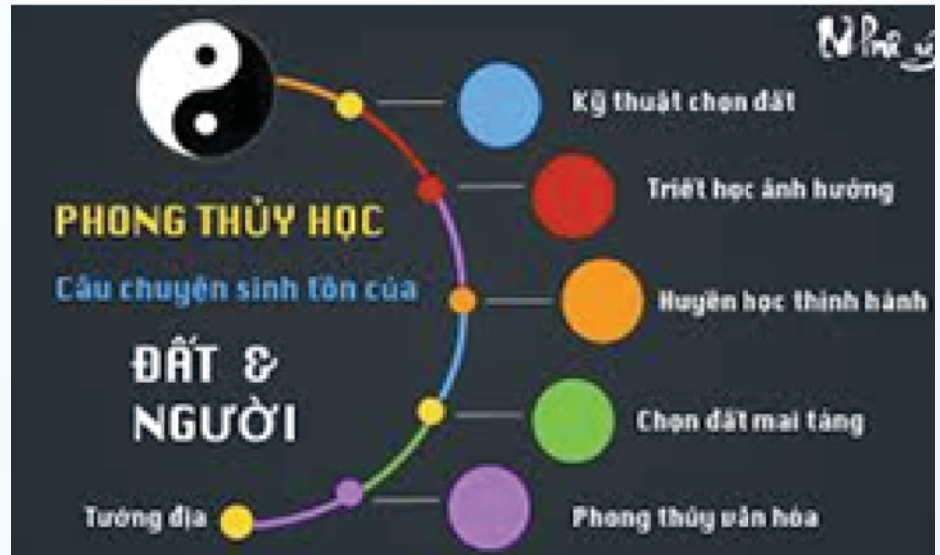 Kỹ thuật chọn đất
Triết học ảnh hưởng
PHONG THỦY HỌC
Câu chuyện sinh tồn của
Huyền học thịnh hành
ĐẤT &
NGƯỜI
Chọn đất mai táng
Tướng địa
Phong thủy văn hóa